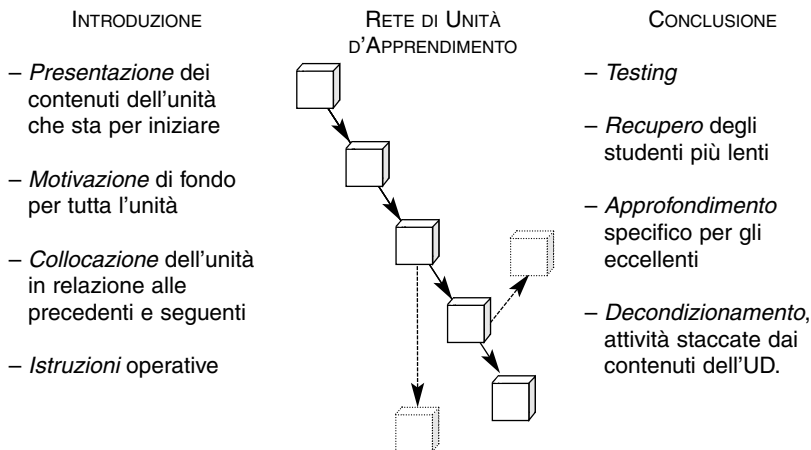 INTRODUZIONE
– Presentazione dei
contenuti dell'unità
che sta per iniziare
– Motivazione di fondo
per tutta l'unità
– Collocazione dell'unità
in relazione alle
precedenti e seguenti
– Istruzioni operative
RETE DI UNITÀ
D'APPRENDIMENTO
CONCLUSIONE
– Testing
– Recupero degli
studenti più lenti
– Approfondimento
specifico per gli
eccellenti
– Decondizionamento,
attività staccate dai
contenuti dell'UD.